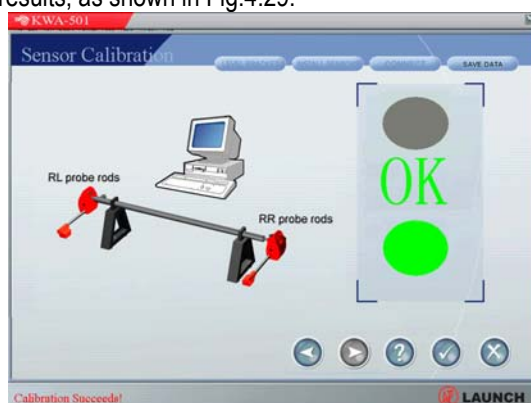 results, as shown in Fig.4.29.
KWA-501
Sensor Calibration
SAVE DATA
OK
RL probe rods
RR probe rods
?
Calibration Succeeds!
LAUNCH